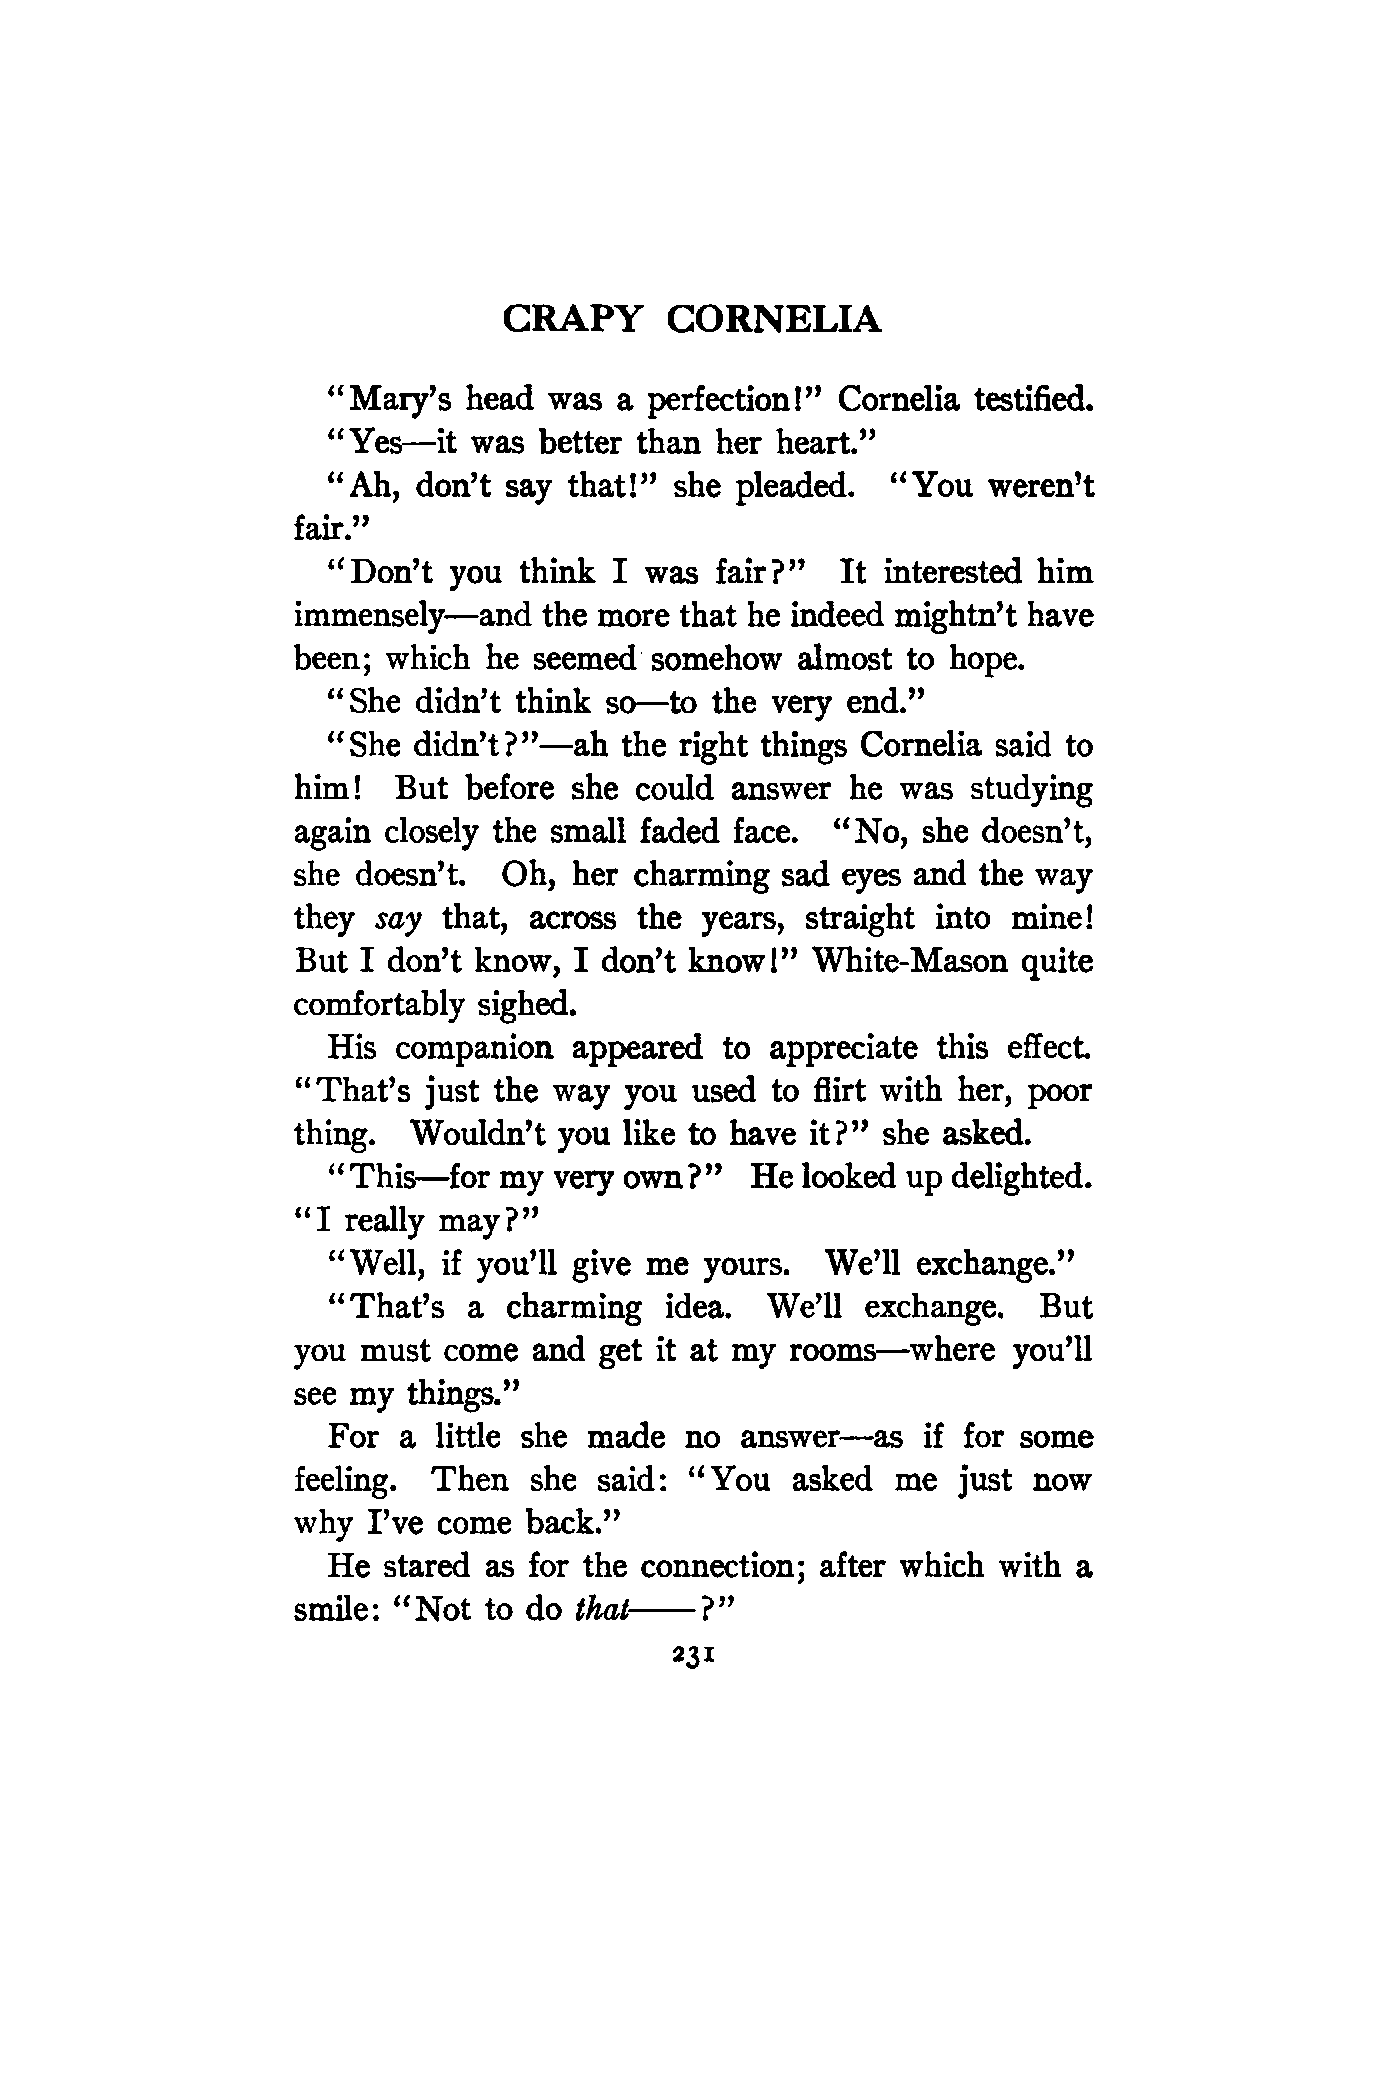 CRAPY CORNELIA
“Mary’s head was a perfection!” Cornelia testified.
“Yes—it was better than her heart.”
“Ah, don’t say that!” she pleaded. “You weren’t
fair.”
“Don’t you think I was fair?” It interested him
immensely—and the more that he indeed mightn’t have
been; which he seemed somehow almost to hope.
“She didn’t think so—to the very end.”
“She didn’t?”—ah the right things Cornelia said to
him! But before she could answer he was studying
again closely the small faded face. “No, she doesn’t,
she doesn’t. Oh, her charming sad eyes and the way
they say that, across the years, straight into mine!
But I don’t know, I don’t know!” White-Mason quite
comfortably sighed.
His companion appeared to appreciate this effect.
“That’s just the way you used to flirt with her, poor
thing. Wouldn’t you like to have it?” she asked.
“This—for my very own?” He looked up delighted.
“I really may?”
“Well, if you’ll give me yours. We’ll exchange.”
“That’s a charming idea. We’ll exchange. But
you must come and get it at my rooms—where you’ll
see my things.”
For a little she made no answer—as if for some
feeling. Then she said: “You asked me just now
why I’ve come back.”
He stared as for the connection; after which with a
smile: “Not to do that——?”
231